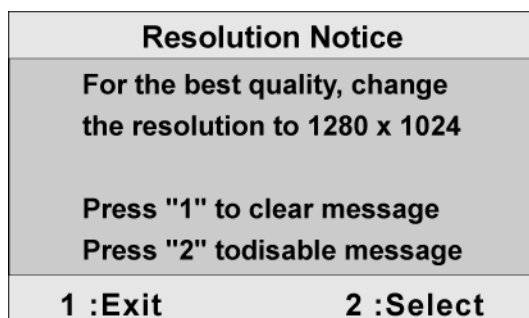 Resolution Notice
For the best quality, change
the resolution to 1280 x 1024
Press "1" to clear message
Press "2" todisable message
1 :Exit 2 :Select